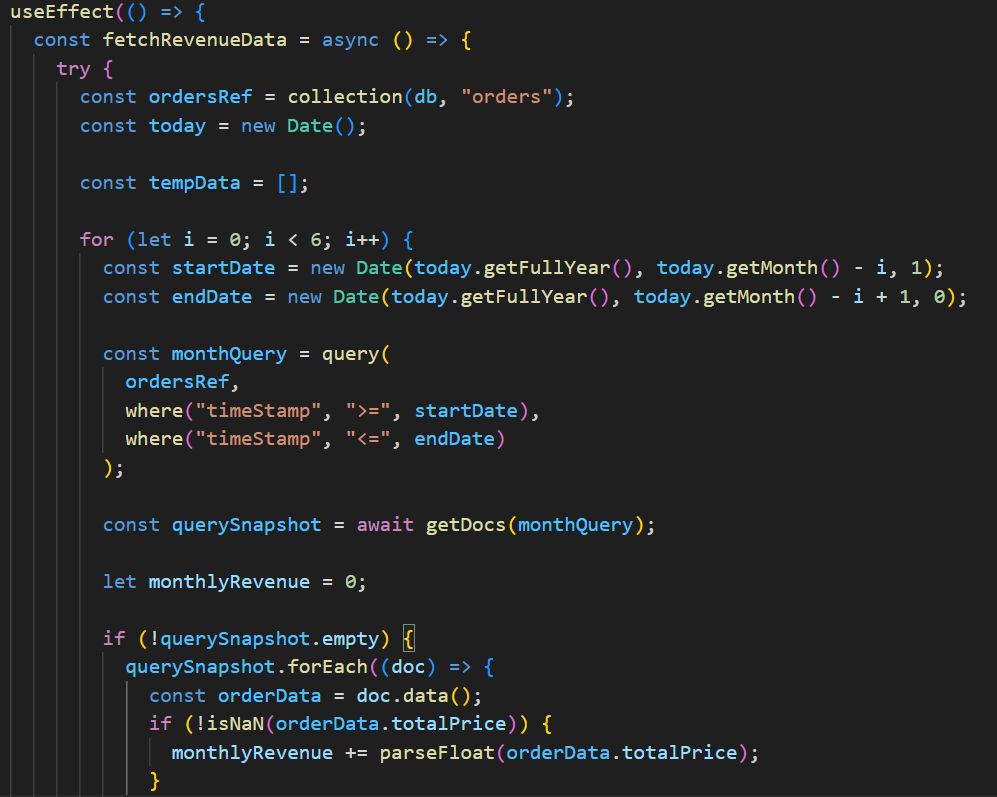 useEffect(() => {
const fetchRevenueData = async () => {
try {
const ordersRef = collection(db, "orders");
const today = new Date();
const tempData = [];
for (let i = 0; i < 6; i++) {
const startDate = new Date(today.getFullYear(), today.getMonth() - i, 1);
const endDate = new Date(today.getFullYear(), today.getMonth() - i + 1, 0);
const monthQuery = query(
ordersRef,
where("timeStamp", ">=", startDate),
where("timeStamp", "<=", endDate)
);
const querySnapshot = await getDocs(monthQuery);
let monthlyRevenue = 0;
if (!querySnapshot.empty) {
querySnapshot.forEach((doc) => {
const orderData = doc.data();
if (!isNaN(orderData.totalPrice)) {
monthlyRevenue += parseFloat(orderData.totalPrice);
}